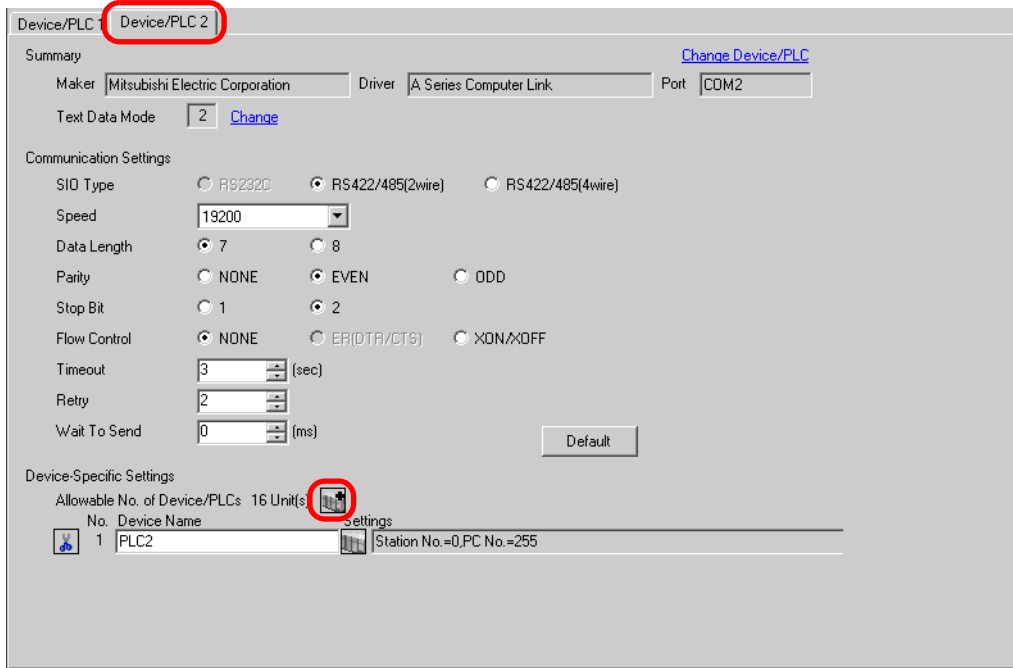 Device/PLC 1 Device/PLC 2
Summary Change Device/PLC
Maker Mitsubishi Electric Corporation Driver A Series Computer Link Port COM2
Text Data Mode 2 Change
Communication Settings
SIO Type RS232C RS422/485(2wire) RS422/485(4wire)
Speed 19200
Data Length 7 8
Parity NONE EVEN ODD
Stop Bit 1 2
Flow Control NONE ER(DTR/CTS) XON/XOFF
Timeout 3 (sec)
Retry 2
Wait To Send 0 (ms) Default
Device-Specific Settings
Allowable No. of Device/PLCs 16 Unit(s)
No. Device Name Settings
1 PLC2 Station No.=0,PC No.=255